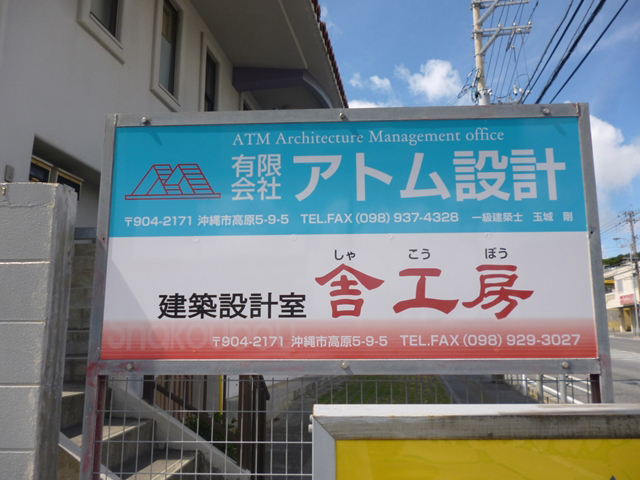 ATM Architecture Management office
有限会社 アトム設計
〒904-2171 沖縄市高原5-9-5 TEL.FAX (098) 937-4328 一級建築士 玉城 剛
しゃ こう ぼう
建築設計室 舎工房
〒904-2171 沖縄市高原5-9-5 TEL.FAX (098) 929-3027